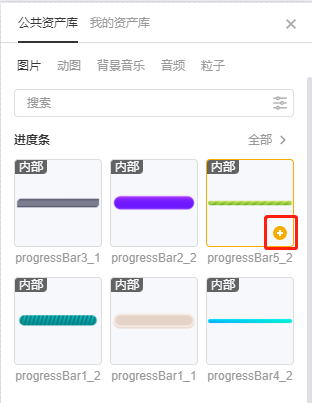 公共资产库 我的资产库
图片 动图 背景音乐 音频 粒子
搜索
进度条 全部
内部 内部 内部
progressBar3_1 progressBar2_2 progressBar5_2
内部 内部 内部
progressBar1_2 progressBar1_1 progressBar4_2